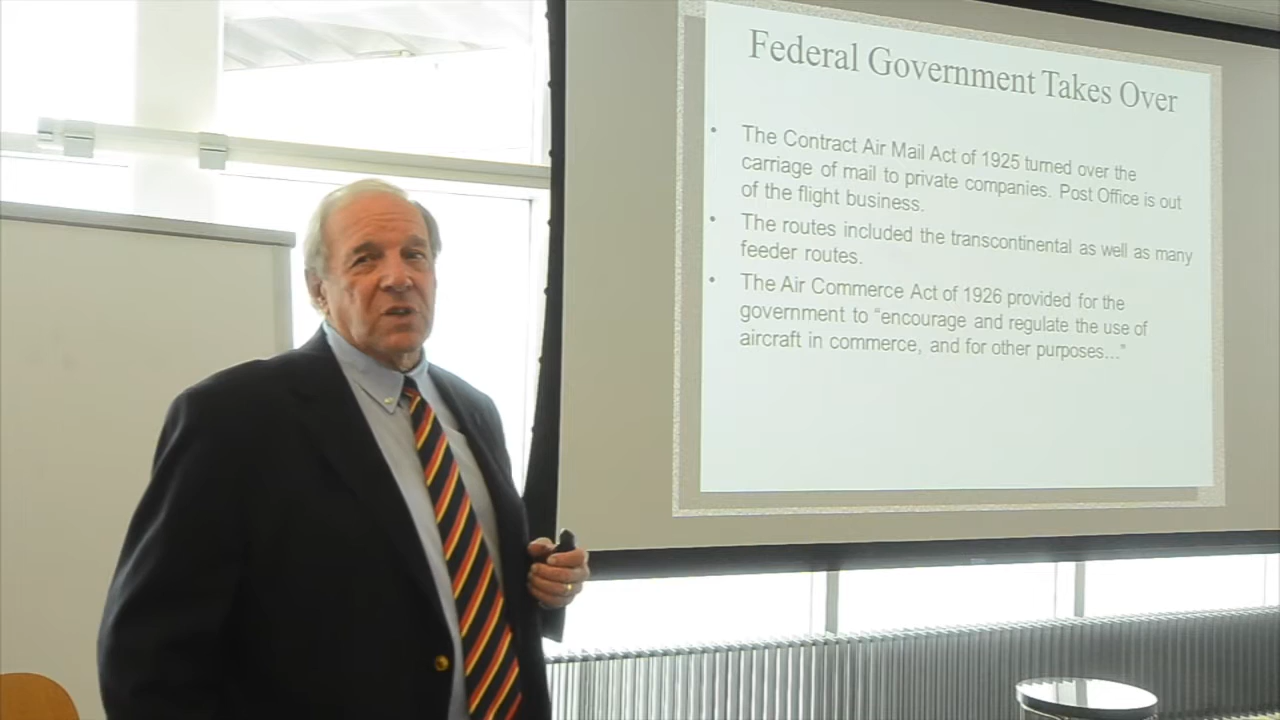 Federal Government Takes Over
• The Contract Air Mail Act of 1925 turned over the
carriage of mail to private companies. Post Office is out
of the flight business.
• The routes included the transcontinental as well as many
feeder routes.
• The Air Commerce Act of 1926 provided for the
government to “encourage and regulate the use of
aircraft in commerce, and for other purposes…”